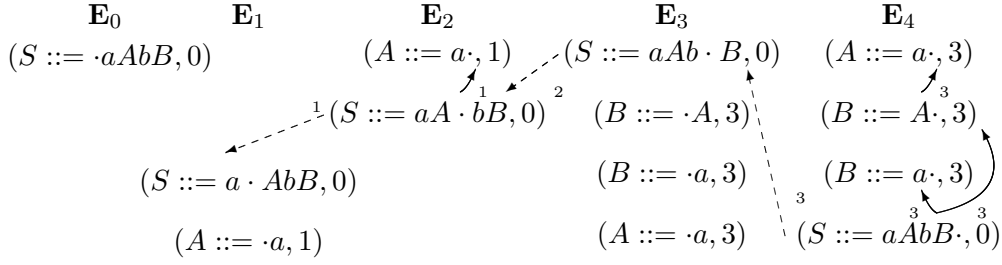 E₀ E₁ E₂ E₃ E₄
(S ::= ·aAbB, 0) (A ::= a·, 1) (S ::= aAb · B, 0) (A ::= a·, 3)
1 (S ::= aA · bB, 0) 1 2 (B ::= ·A, 3) (B ::= A·, 3) 3
(S ::= a · AbB, 0) (B ::= ·a, 3) (B ::= a·, 3)
(A ::= ·a, 1) (A ::= ·a, 3) 3 (S ::= aAbB·, 0) 3 3